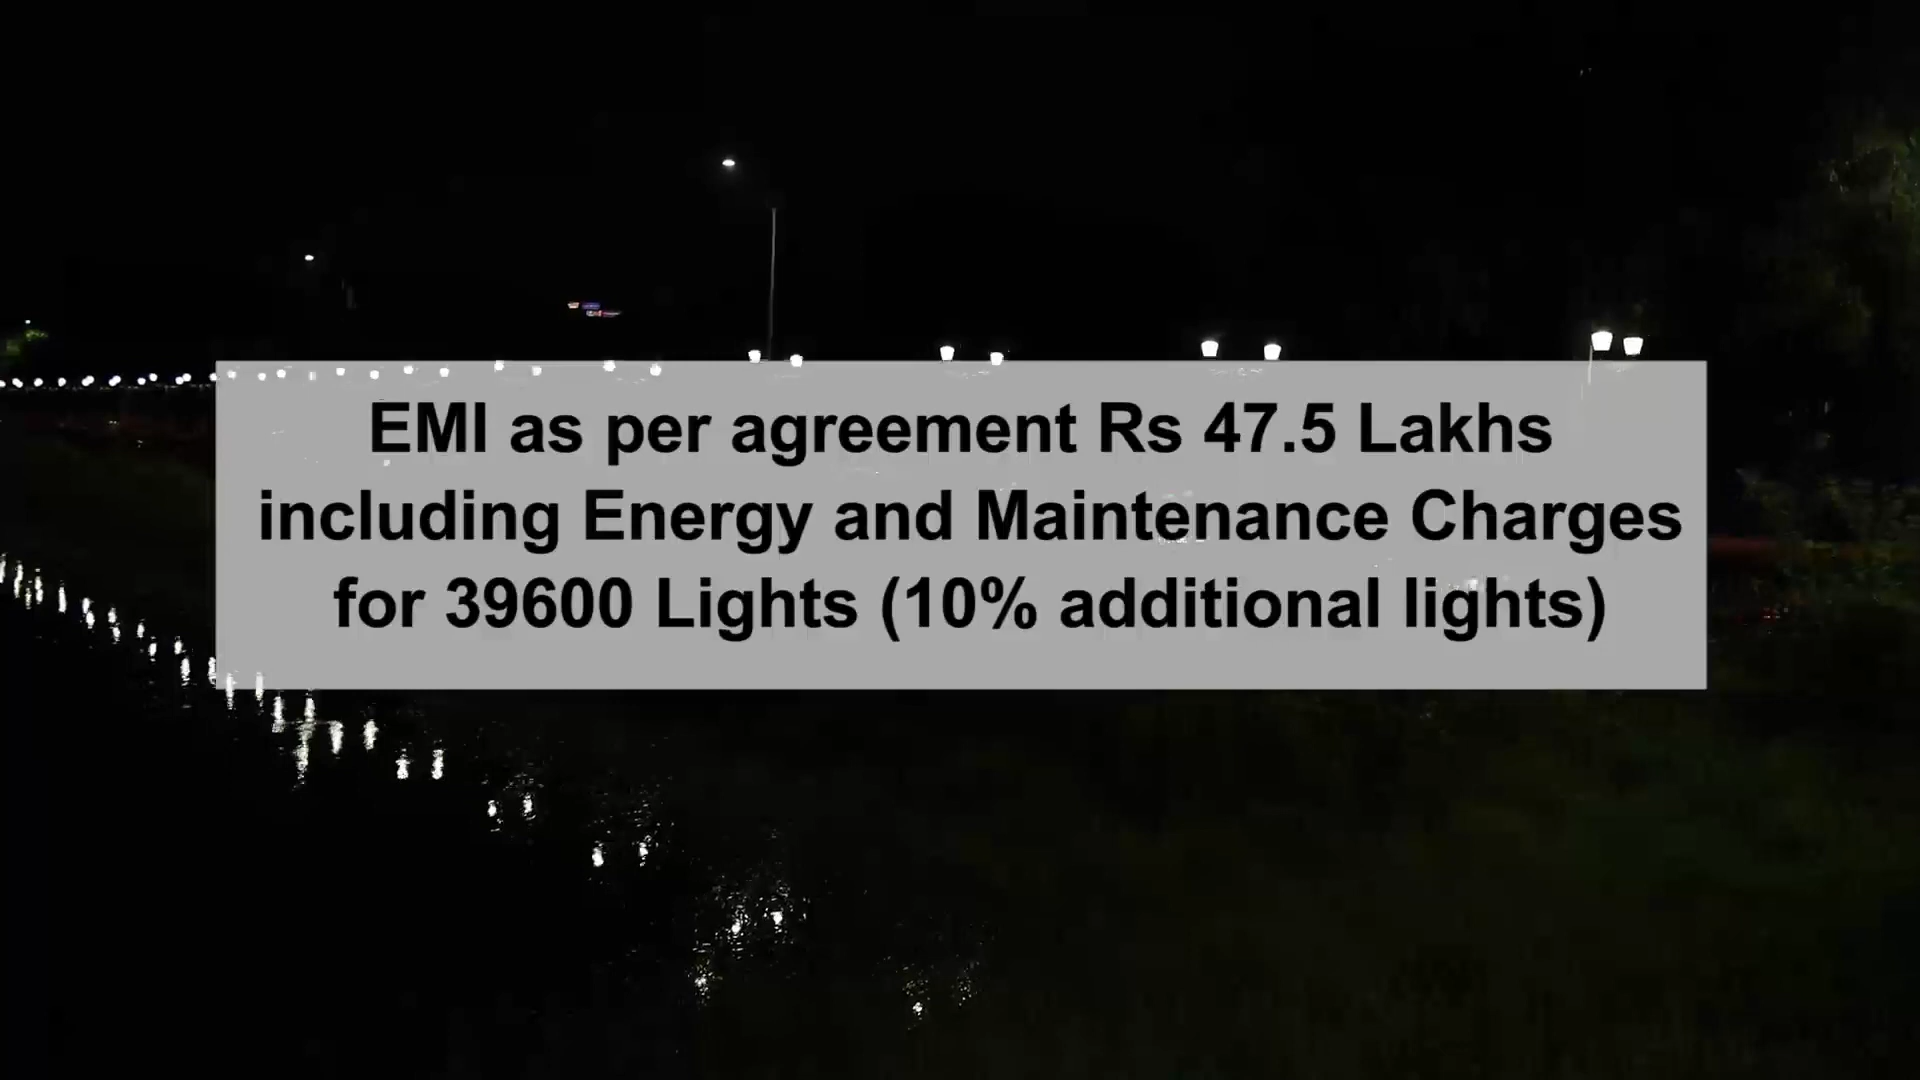 EMI as per agreement Rs 47.5 Lakhs
including Energy and Maintenance Charges
for 39600 Lights (10% additional lights)